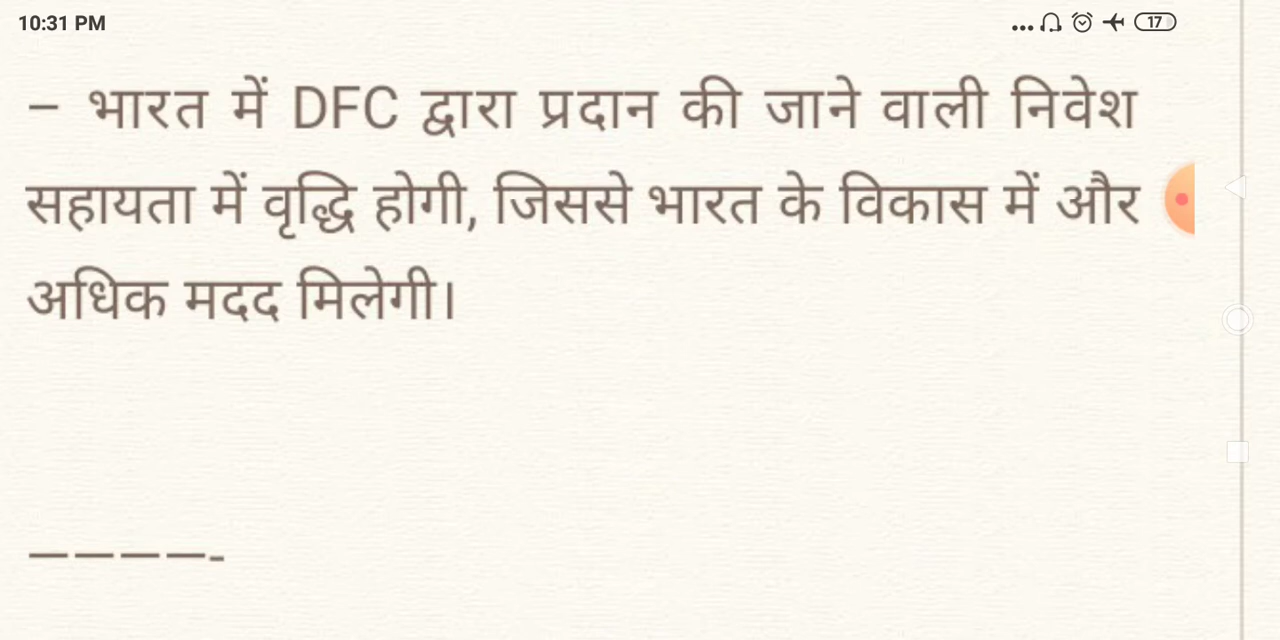 10:31 PM ... 17
– भारत में DFC द्वारा प्रदान की जाने वाली निवेश
सहायता में वृद्धि होगी, जिससे भारत के विकास में और
अधिक मदद मिलेगी।
————-